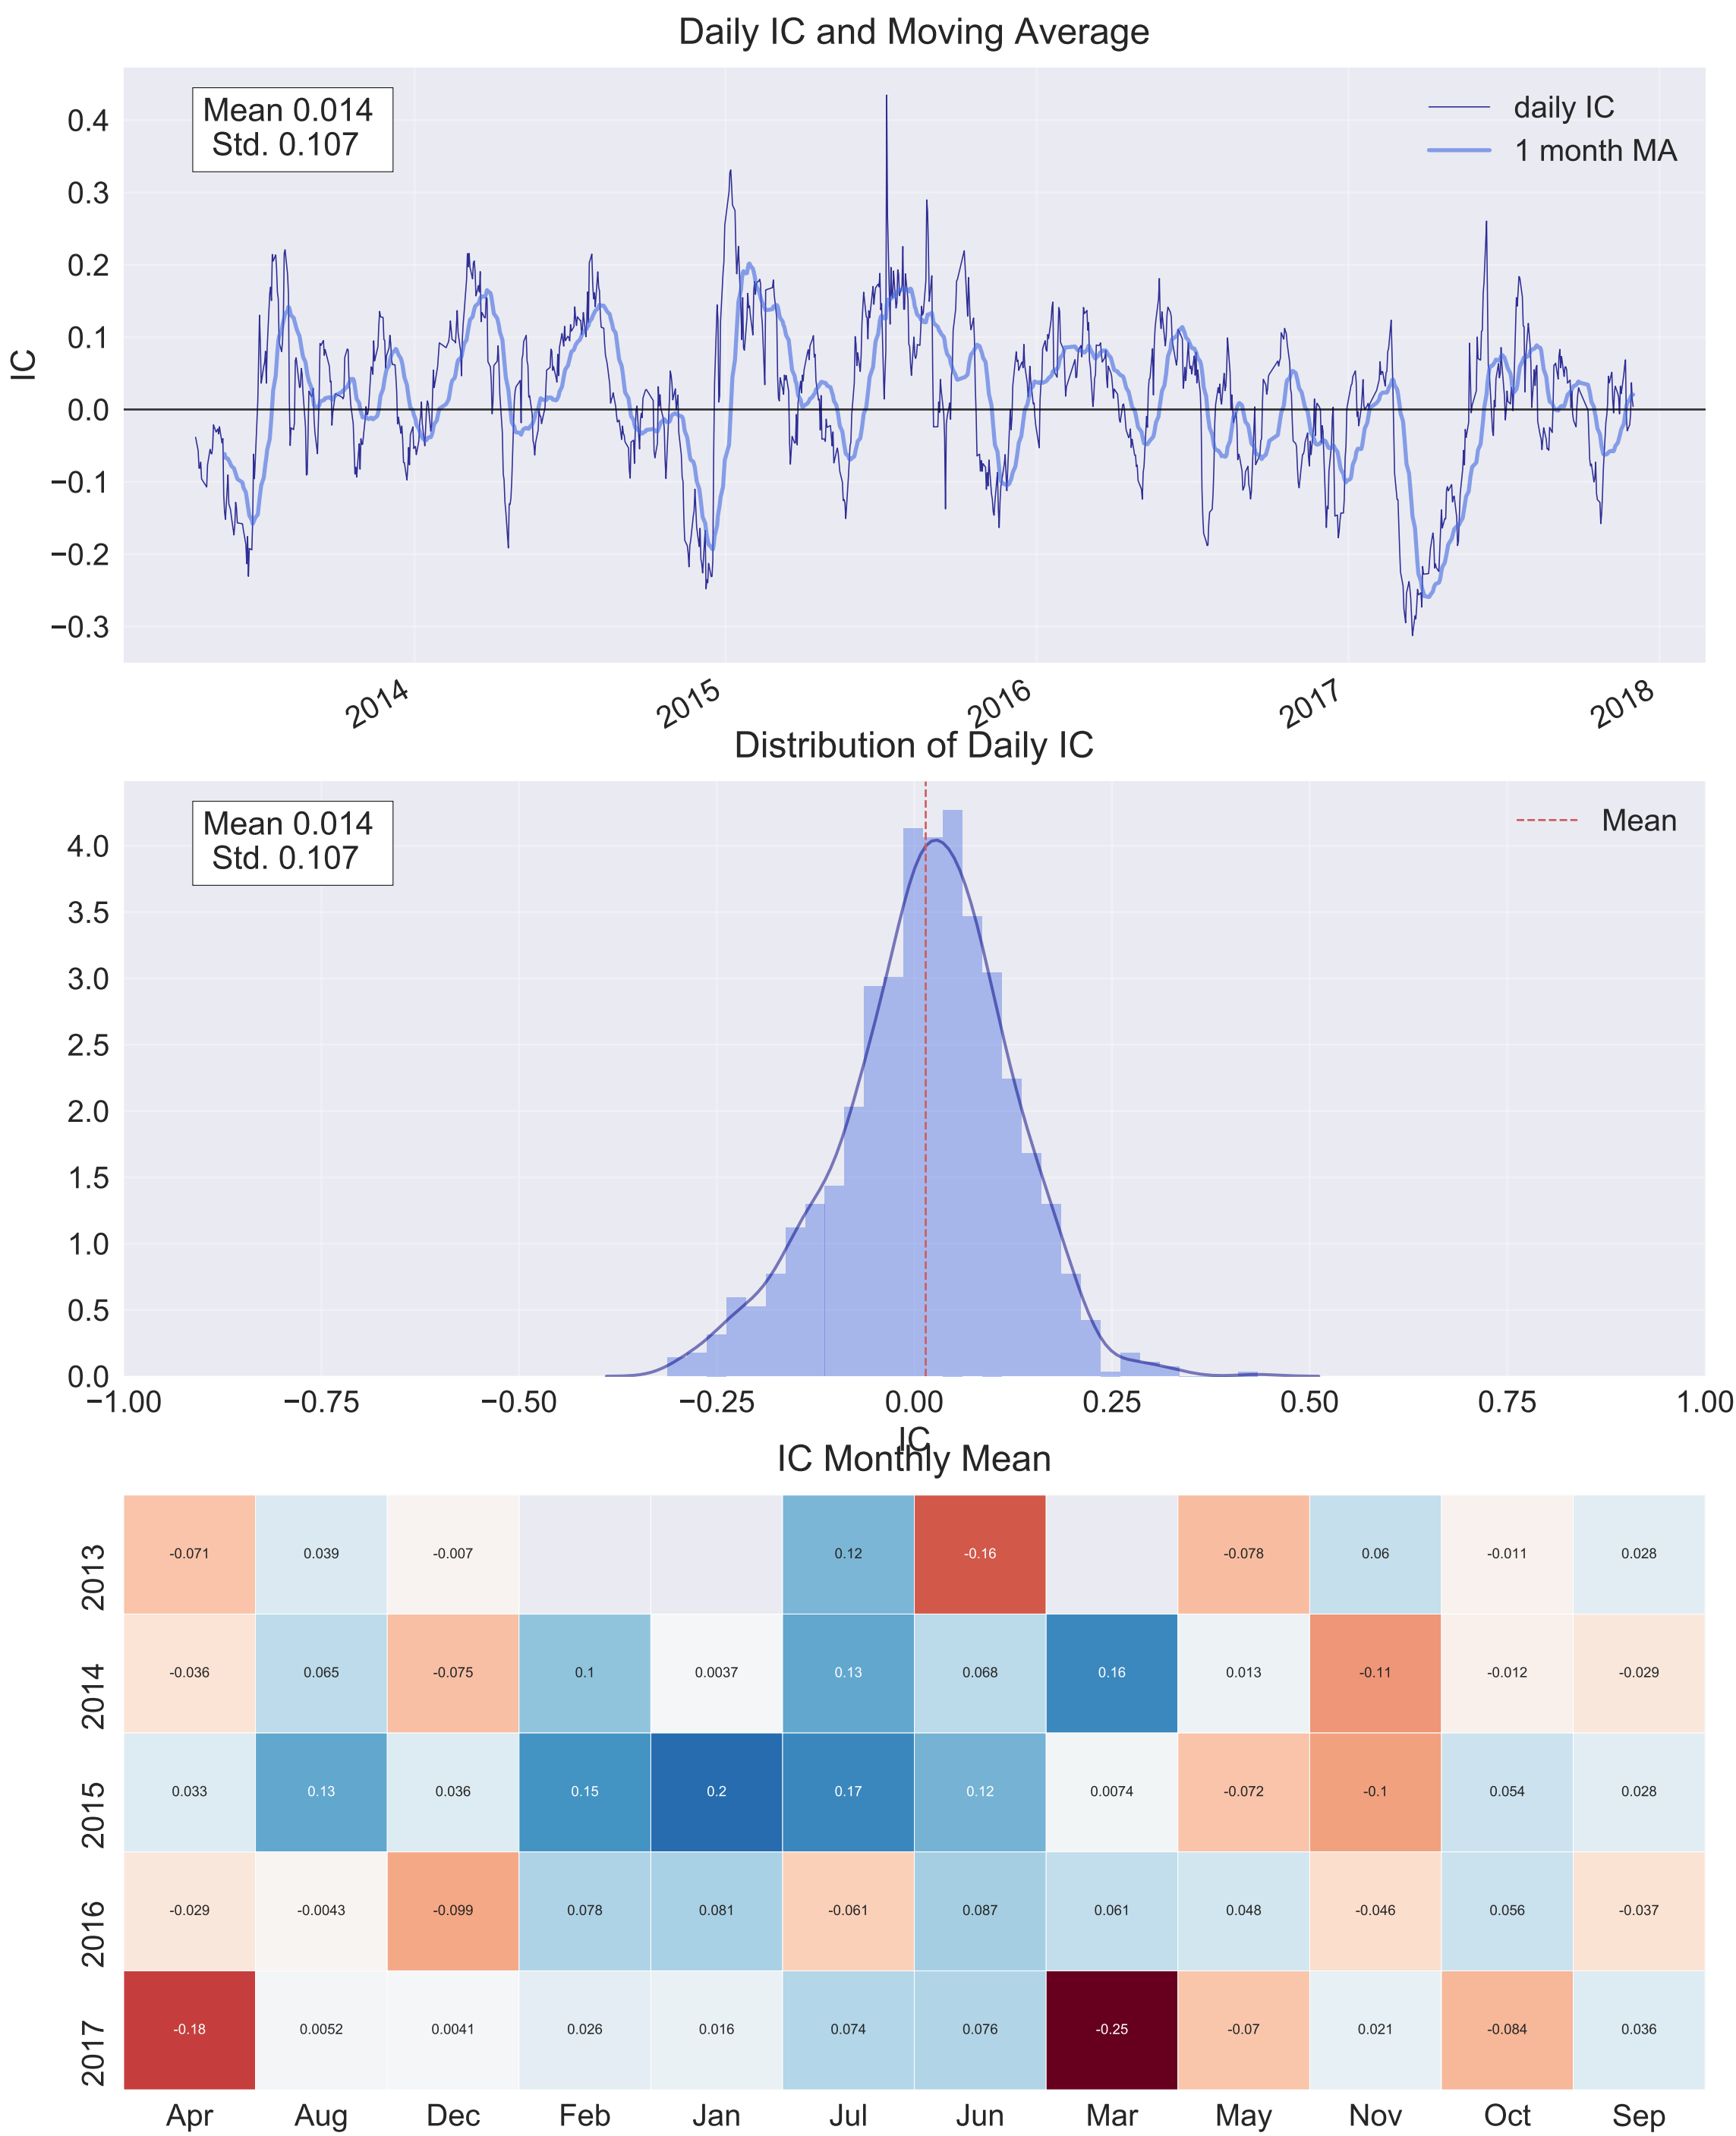 Daily IC and Moving Average
Mean 0.014
Std. 0.107
daily IC
1 month MA
IC
0.4
0.3
0.2
0.1
0.0
−0.1
−0.2
−0.3
2014 2015 2016 2017 2018
Distribution of Daily IC
Mean 0.014
Std. 0.107
Mean
4.0
3.5
3.0
2.5
2.0
1.5
1.0
0.5
0.0
−1.00 −0.75 −0.50 −0.25 0.00 0.25 0.50 0.75 1.00
IC
IC Monthly Mean
2013 -0.071 0.039 -0.007 0.12 -0.16 -0.078 0.06 -0.011 0.028
2014 -0.036 0.065 -0.075 0.1 0.0037 0.13 0.068 0.16 0.013 -0.11 -0.012 -0.029
2015 0.033 0.13 0.036 0.15 0.2 0.17 0.12 0.0074 -0.072 -0.1 0.054 0.028
2016 -0.029 -0.0043 -0.099 0.078 0.081 -0.061 0.087 0.061 0.048 -0.046 0.056 -0.037
2017 -0.18 0.0052 0.0041 0.026 0.016 0.074 0.076 -0.25 -0.07 0.021 -0.084 0.036
Apr Aug Dec Feb Jan Jul Jun Mar May Nov Oct Sep